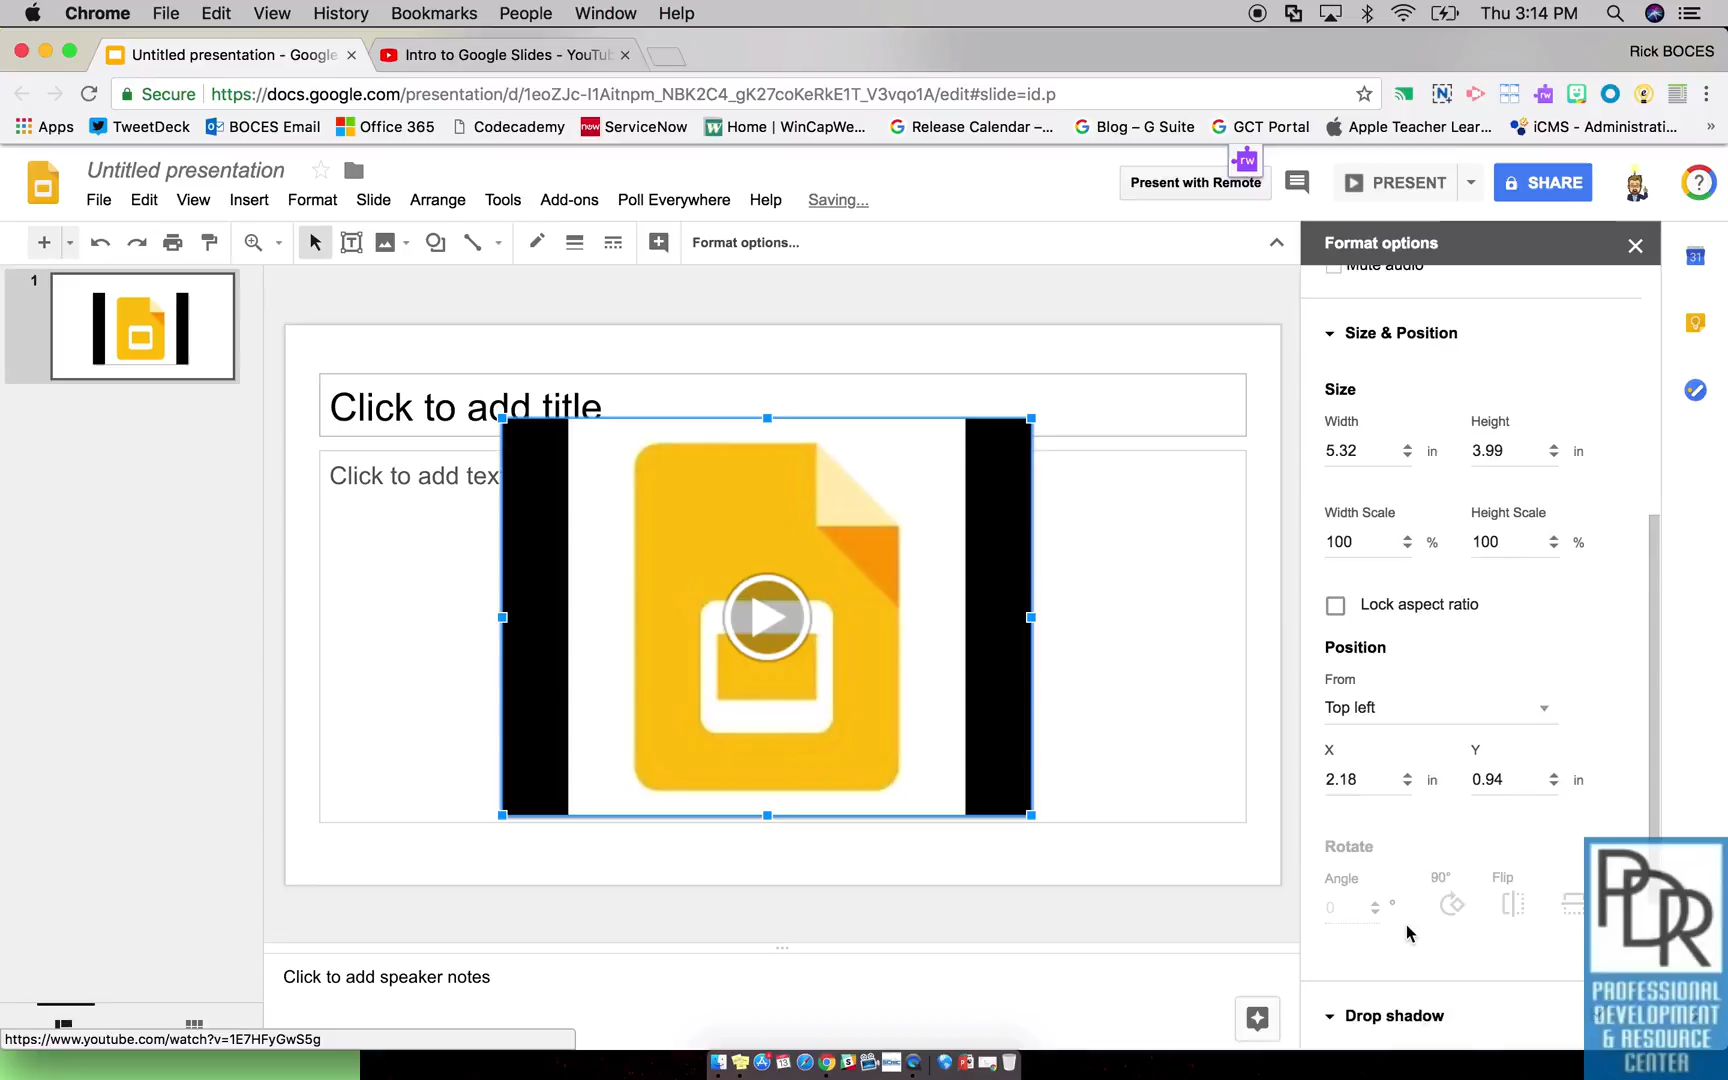 Chrome File Edit View History Bookmarks People Window Help Thu 3:14 PM
Untitled presentation - Google Intro to Google Slides - YouTub Rick BOCES
Secure https://docs.google.com/presentation/d/1eoZJc-I1Aitnpm_NBK2C4_gK27coKeRkE1T_V3vqo1A/edit#slide=id.p
Apps TweetDeck BOCES Email Office 365 Codecademy now ServiceNow Home | WinCapWe... Release Calendar –... Blog – G Suite GCT Portal Apple Teacher Lear... iCMS - Administrati... »
rw
Untitled presentation
Present with Remote PRESENT SHARE
File Edit View Insert Format Slide Arrange Tools Add-ons Poll Everywhere Help Saving...
Format options...
Format options
Mute audio
1
31
Size & Position
Size
Width Height
5.32 in 3.99 in
Width Scale Height Scale
100 % 100 %
Lock aspect ratio
Position
From
Top left
X Y
2.18 in 0.94 in
Rotate
Angle 90° Flip
0 °
Drop shadow
Click to add title
Click to add tex
Click to add speaker notes
https://www.youtube.com/watch?v=1E7HFyGwS5g
PDR
PROFESSIONAL
DEVELOPMENT
& RESOURCE
CENTER